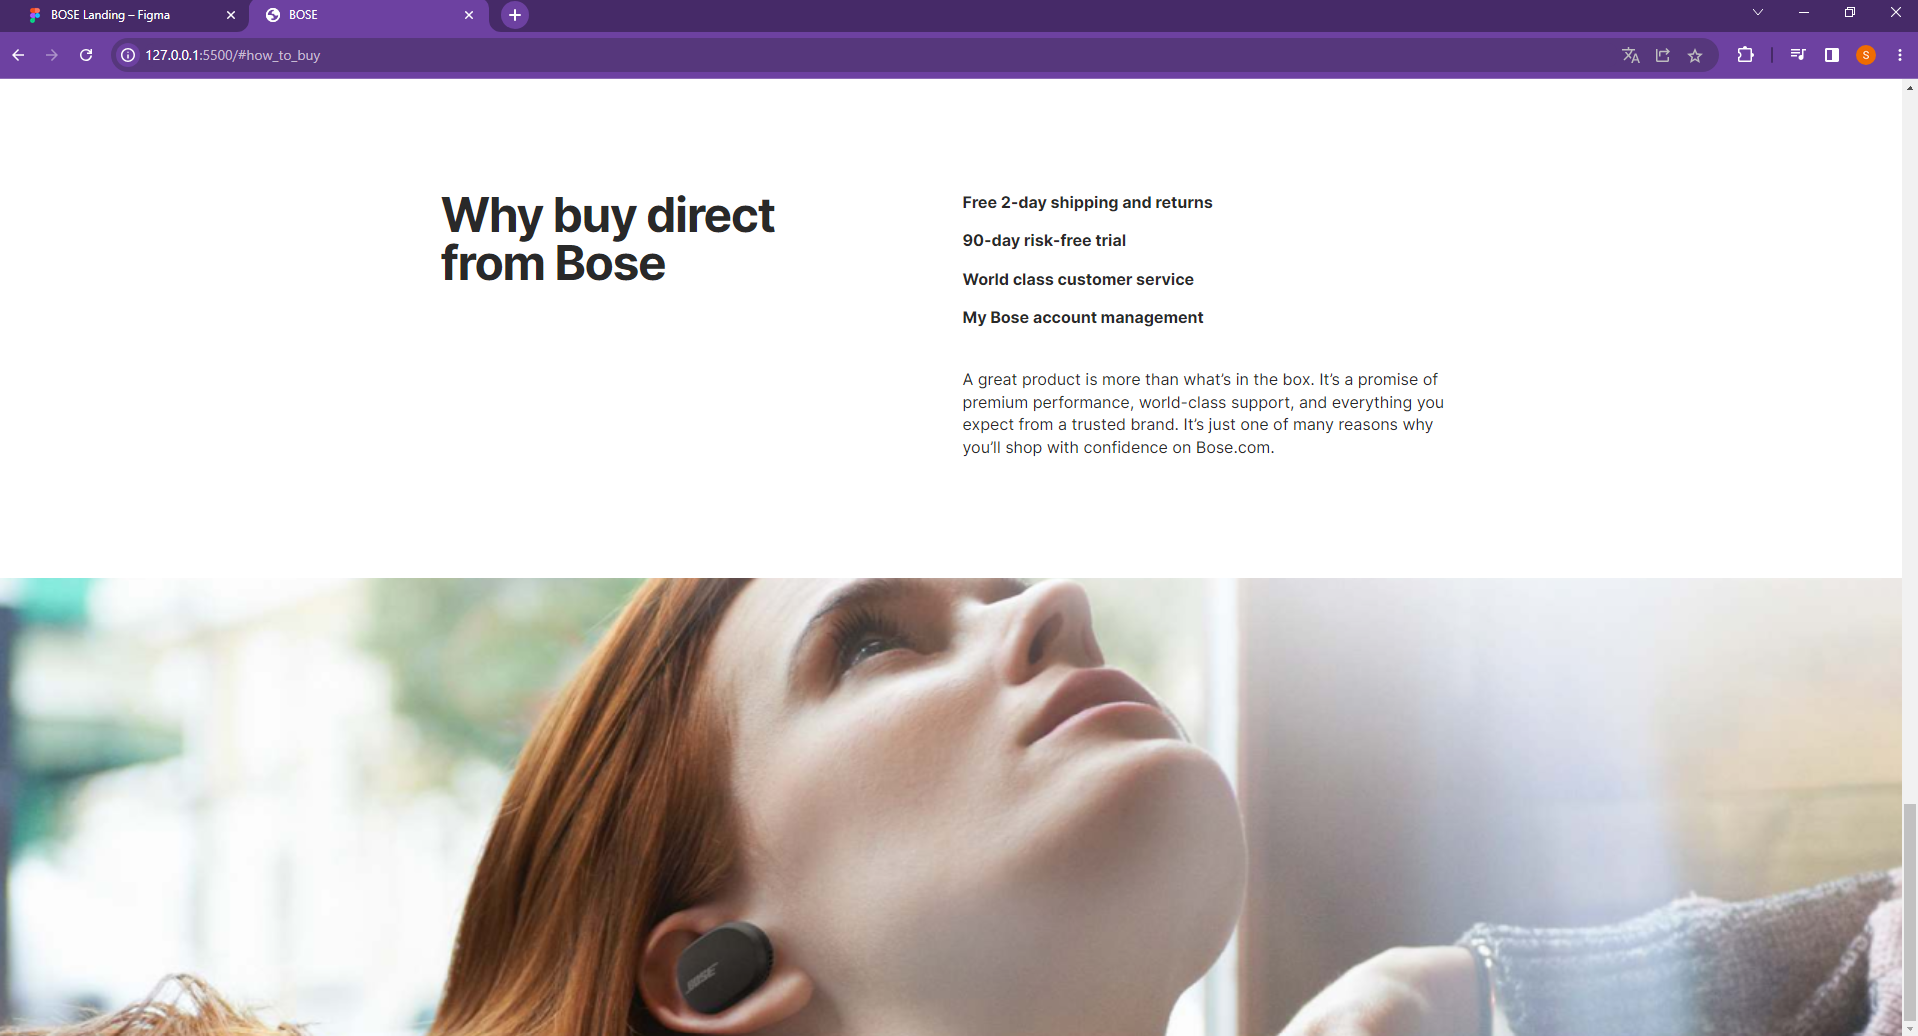 BOSE Landing – Figma
BOSE
127.0.0.1:5500/#how_to_buy
S
Why buy direct
from Bose
Free 2-day shipping and returns
90-day risk-free trial
World class customer service
My Bose account management
A great product is more than what’s in the box. It’s a promise of
premium performance, world-class support, and everything you
expect from a trusted brand. It’s just one of many reasons why
you’ll shop with confidence on Bose.com.
BOSE